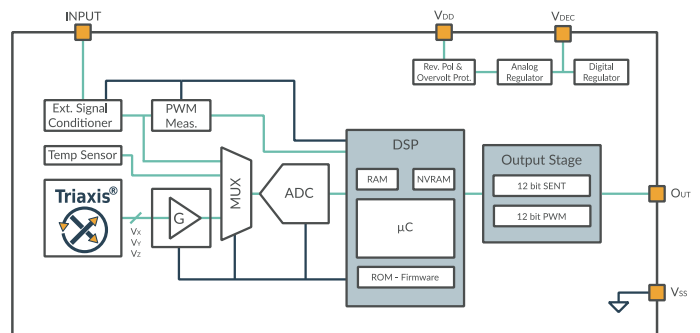 INPUT
VDD
VDEC
Rev. Pol &
Overvolt Prot.
Analog
Regulator
Digital
Regulator
Ext. Signal
Conditioner
PWM
Meas.
Temp Sensor
Triaxis®
VX
VY
VZ
G
MUX
ADC
DSP
RAM
NVRAM
µC
ROM - Firmware
Output Stage
12 bit SENT
12 bit PWM
OUT
VSS